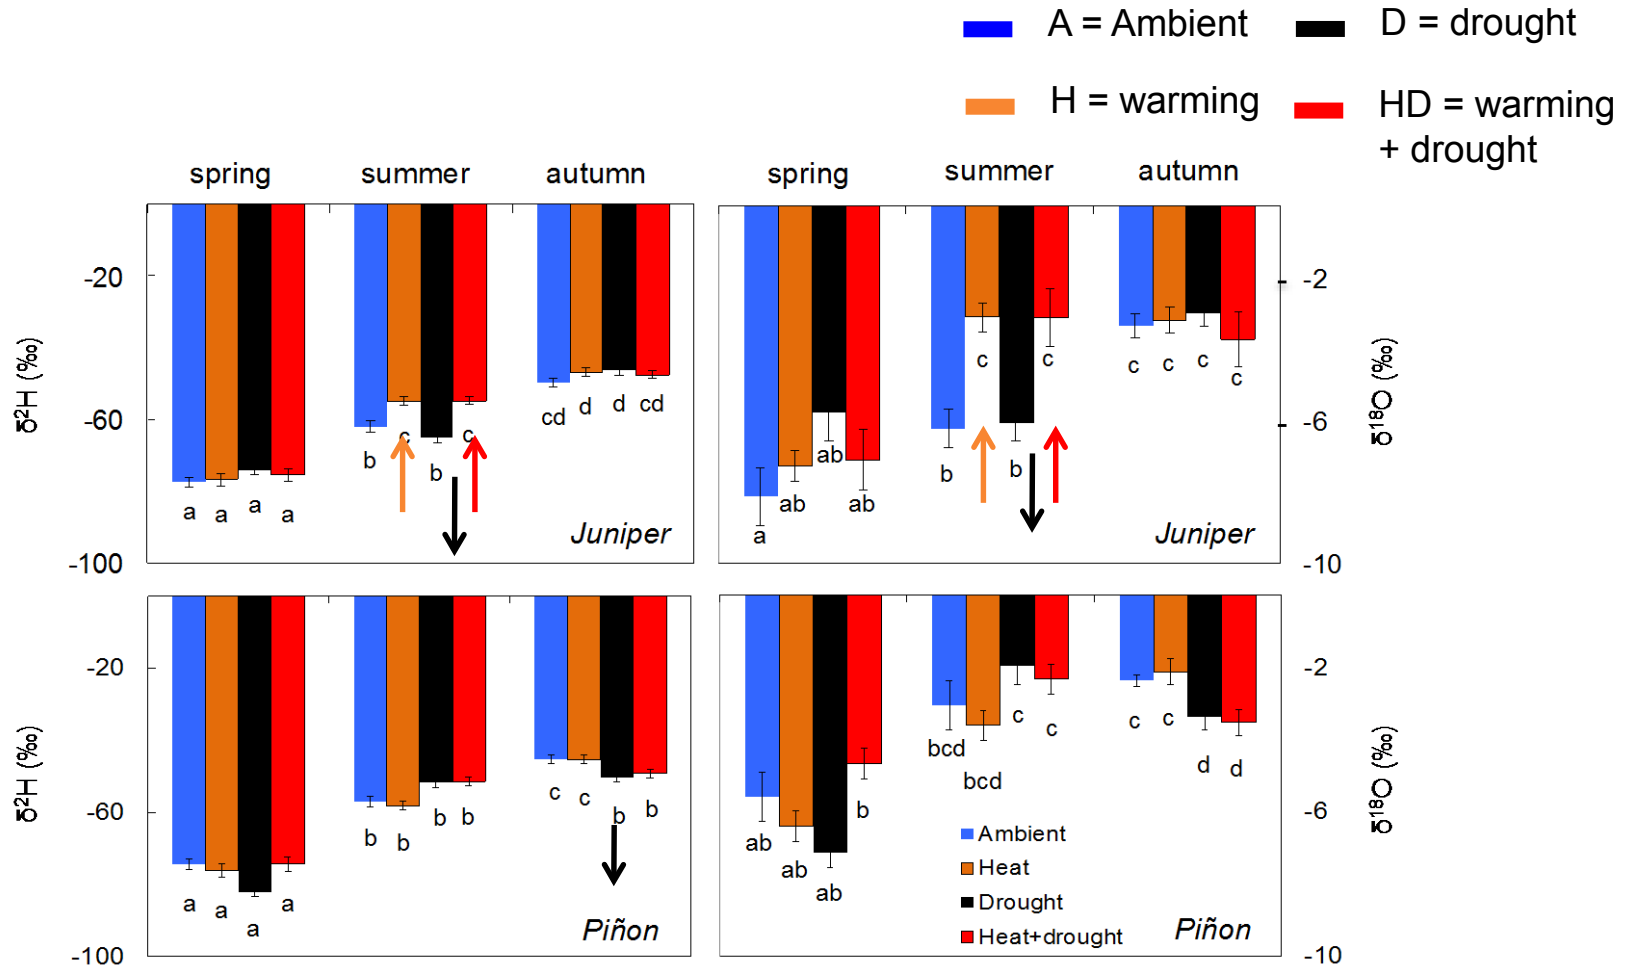 A = Ambient
D = drought
H = warming
HD = warming
+ drought
spring
summer
autumn
spring
summer
autumn
-20
-60
-100
δ²H (‰)
a
a
a
a
b
c
b
c
cd
d
d
cd
Juniper
a
ab
ab
ab
b
c
b
c
c
c
c
c
Juniper
-2
-6
-10
δ¹⁸O (‰)
-20
-60
-100
δ²H (‰)
a
a
a
a
b
b
b
b
c
c
b
b
Piñon
ab
ab
ab
b
bcd
bcd
c
c
c
c
d
d
Ambient
Heat
Drought
Heat+drought
Piñon
-2
-6
-10
δ¹⁸O (‰)